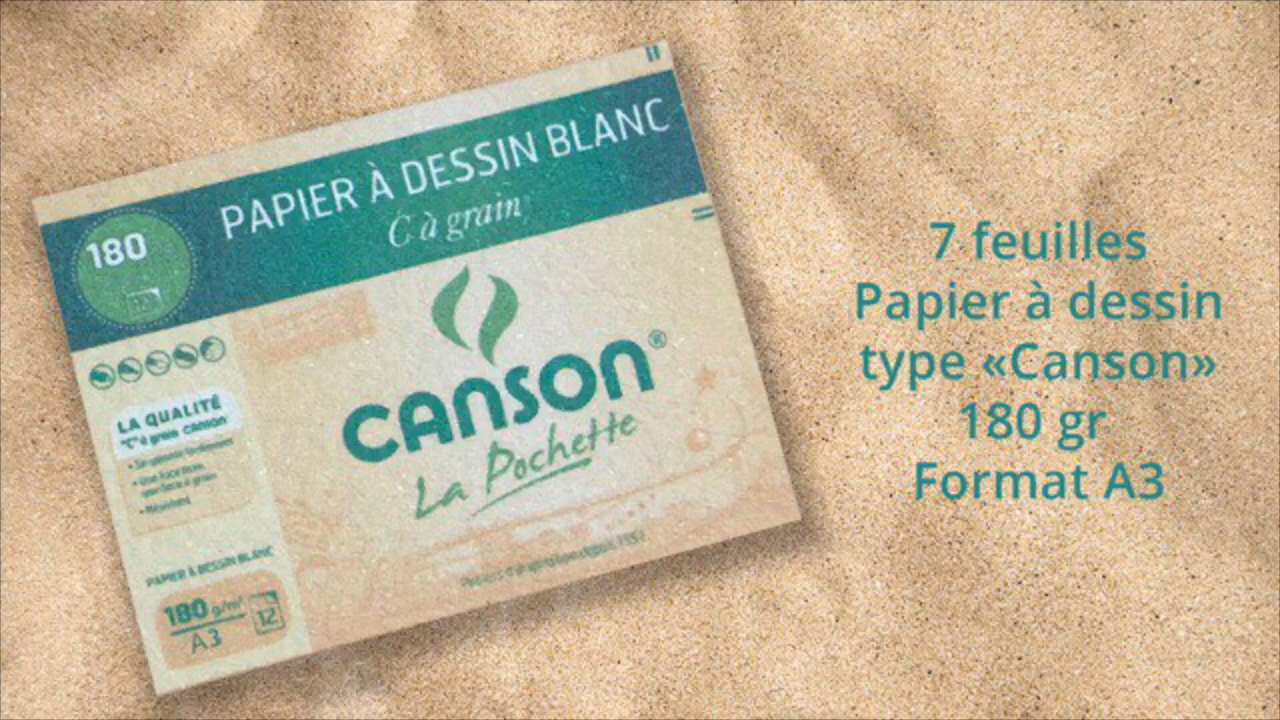 PAPIER À DESSIN BLANC
C à grain
180
CANSON®
La Pochette
LA QUALITÉ
"C" à grain CANSON
• Résistant
PAPIER À DESSIN BLANC
180 g/m²
12
A3
7 feuilles
Papier à dessin
type «Canson»
180 gr
Format A3